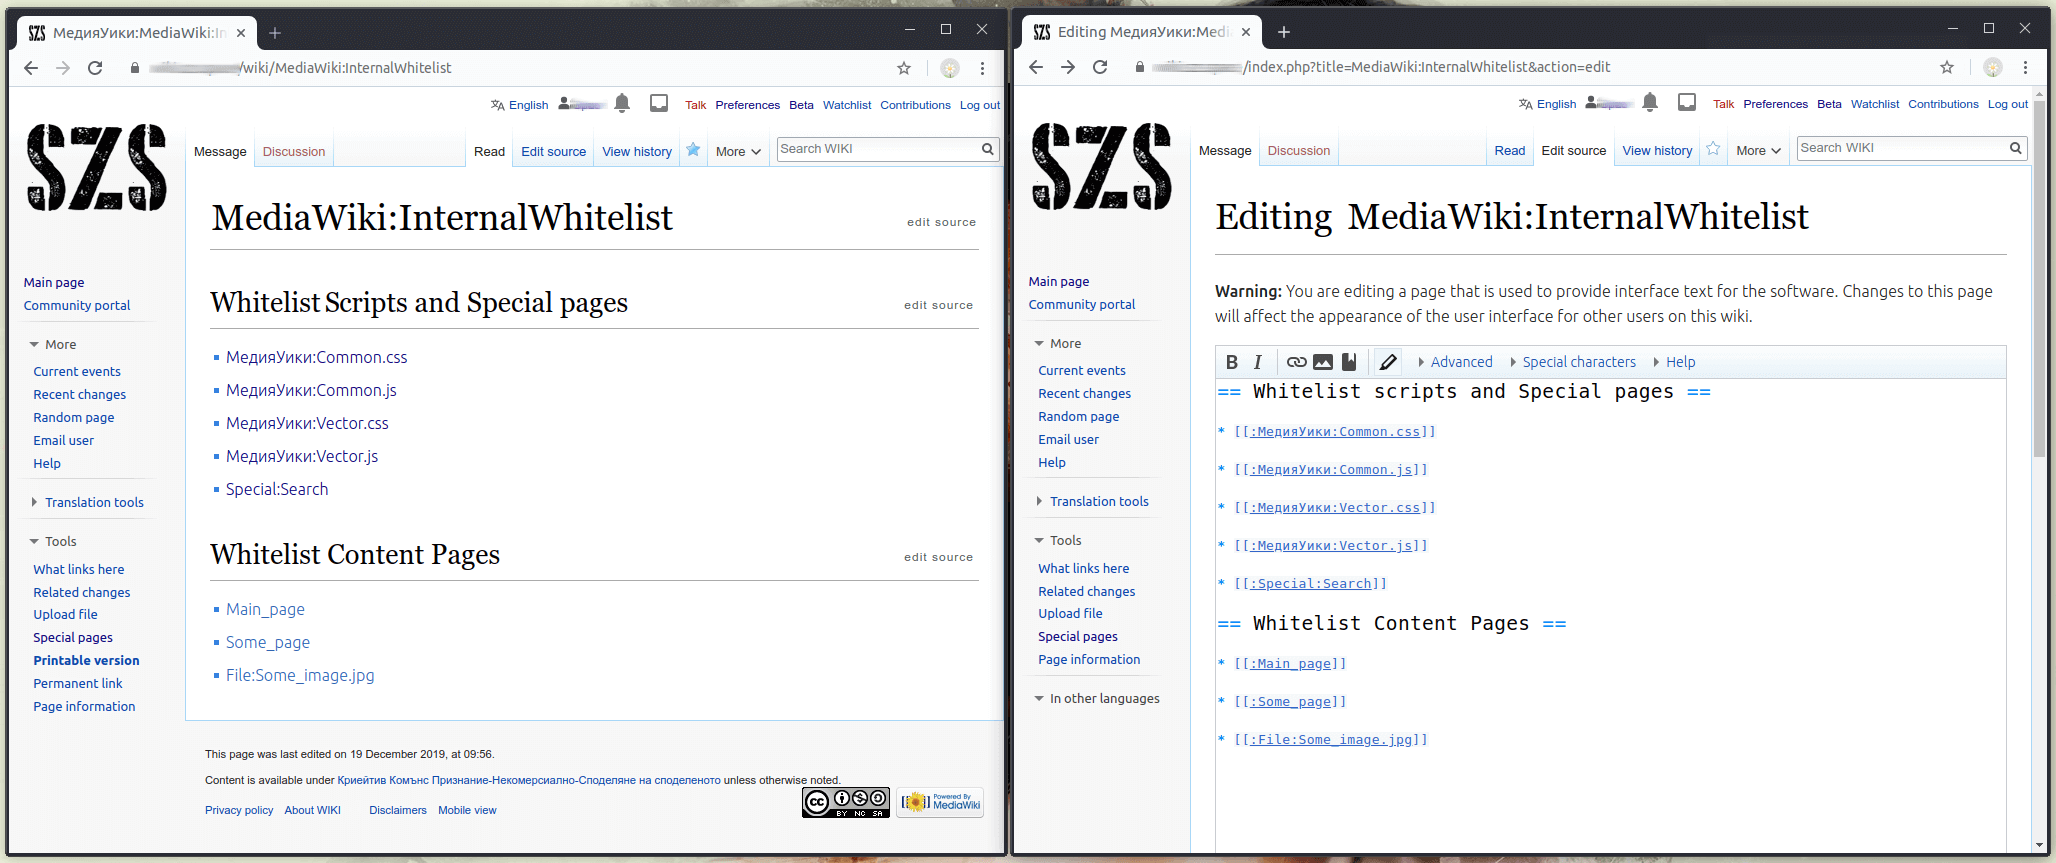 МедияУики:MediaWiki:In
/wiki/MediaWiki:InternalWhitelist
English Talk Preferences Beta Watchlist Contributions Log out
SZS
Message Discussion Read Edit source View history More Search WIKI
MediaWiki:InternalWhitelist edit source
Main page
Community portal
More
Current events
Recent changes
Random page
Email user
Help
Translation tools
Tools
What links here
Related changes
Upload file
Special pages
Printable version
Permanent link
Page information
Whitelist Scripts and Special pages edit source
МедияУики:Common.css
МедияУики:Common.js
МедияУики:Vector.css
МедияУики:Vector.js
Special:Search
Whitelist Content Pages edit source
Main_page
Some_page
File:Some_image.jpg
This page was last edited on 19 December 2019, at 09:56.
Content is available under Криейтив Комънс Признание-Некомерсиално-Споделяне на споделеното unless otherwise noted.
Privacy policy About WIKI Disclaimers Mobile view
cc BY NC SA
Powered By MediaWiki
Editing МедияУики:Medi
/index.php?title=MediaWiki:InternalWhitelist&action=edit
English Talk Preferences Beta Watchlist Contributions Log out
SZS
Message Discussion Read Edit source View history More Search WIKI
Editing MediaWiki:InternalWhitelist
Main page
Community portal
More
Current events
Recent changes
Random page
Email user
Help
Translation tools
Tools
What links here
Related changes
Upload file
Special pages
Page information
In other languages
Warning: You are editing a page that is used to provide interface text for the software. Changes to this page
will affect the appearance of the user interface for other users on this wiki.
B I Advanced Special characters Help
== Whitelist scripts and Special pages ==
* [[:МедияУики:Common.css]]
* [[:МедияУики:Common.js]]
* [[:МедияУики:Vector.css]]
* [[:МедияУики:Vector.js]]
* [[:Special:Search]]
== Whitelist Content Pages ==
* [[:Main_page]]
* [[:Some_page]]
* [[:File:Some_image.jpg]]